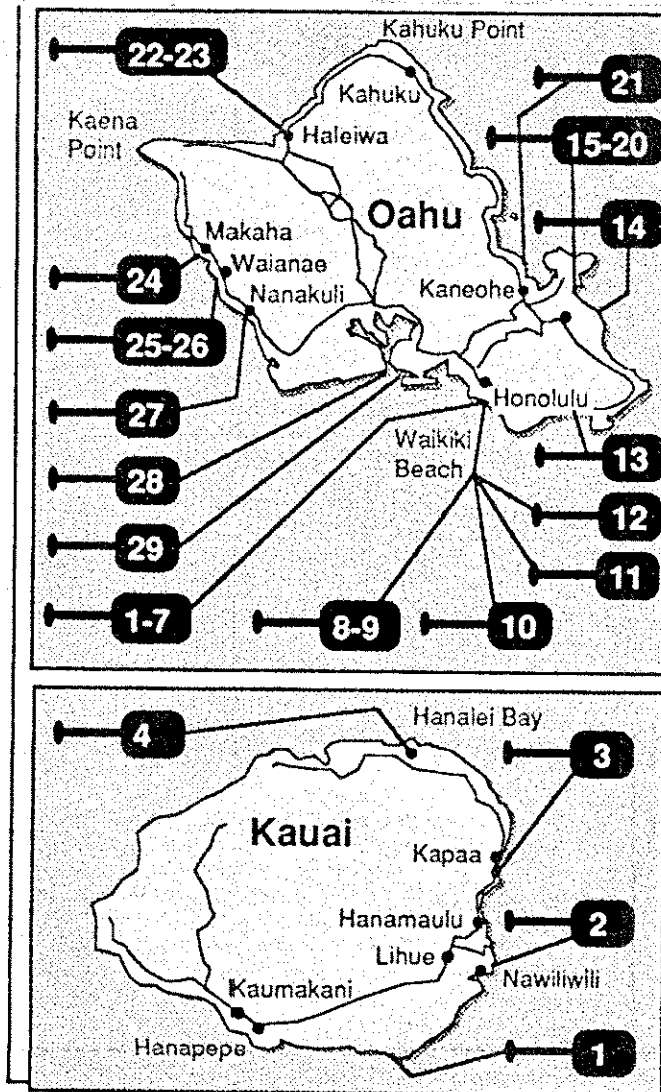 Kahuku Point
22-23
21
Kahuku
Kaena
Point
Haleiwa
15-20
Oahu
14
Makaha
Waianae
24
Nanakuli
Kaneohe
25-26
Honolulu
27
Waikiki
Beach
13
28
12
29
11
1-7
8-9
10
Hanalei Bay
4
3
Kauai
Kapaa
Hanamaulu
2
Lihue
Nawiliwili
Kaumakani
Hanapepe
1